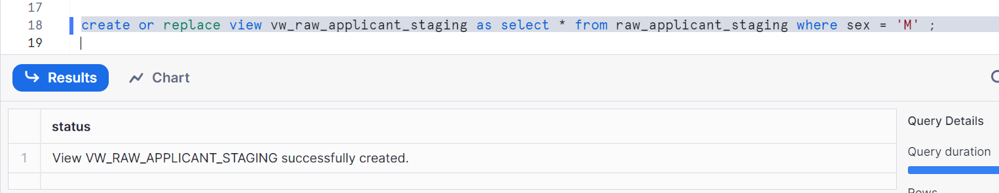 17
18 create or replace view vw_raw_applicant_staging as select * from raw_applicant_staging where sex = 'M' ;
19
Results Chart
status
Query Details
1 View VW_RAW_APPLICANT_STAGING successfully created.
Query duration
Rows